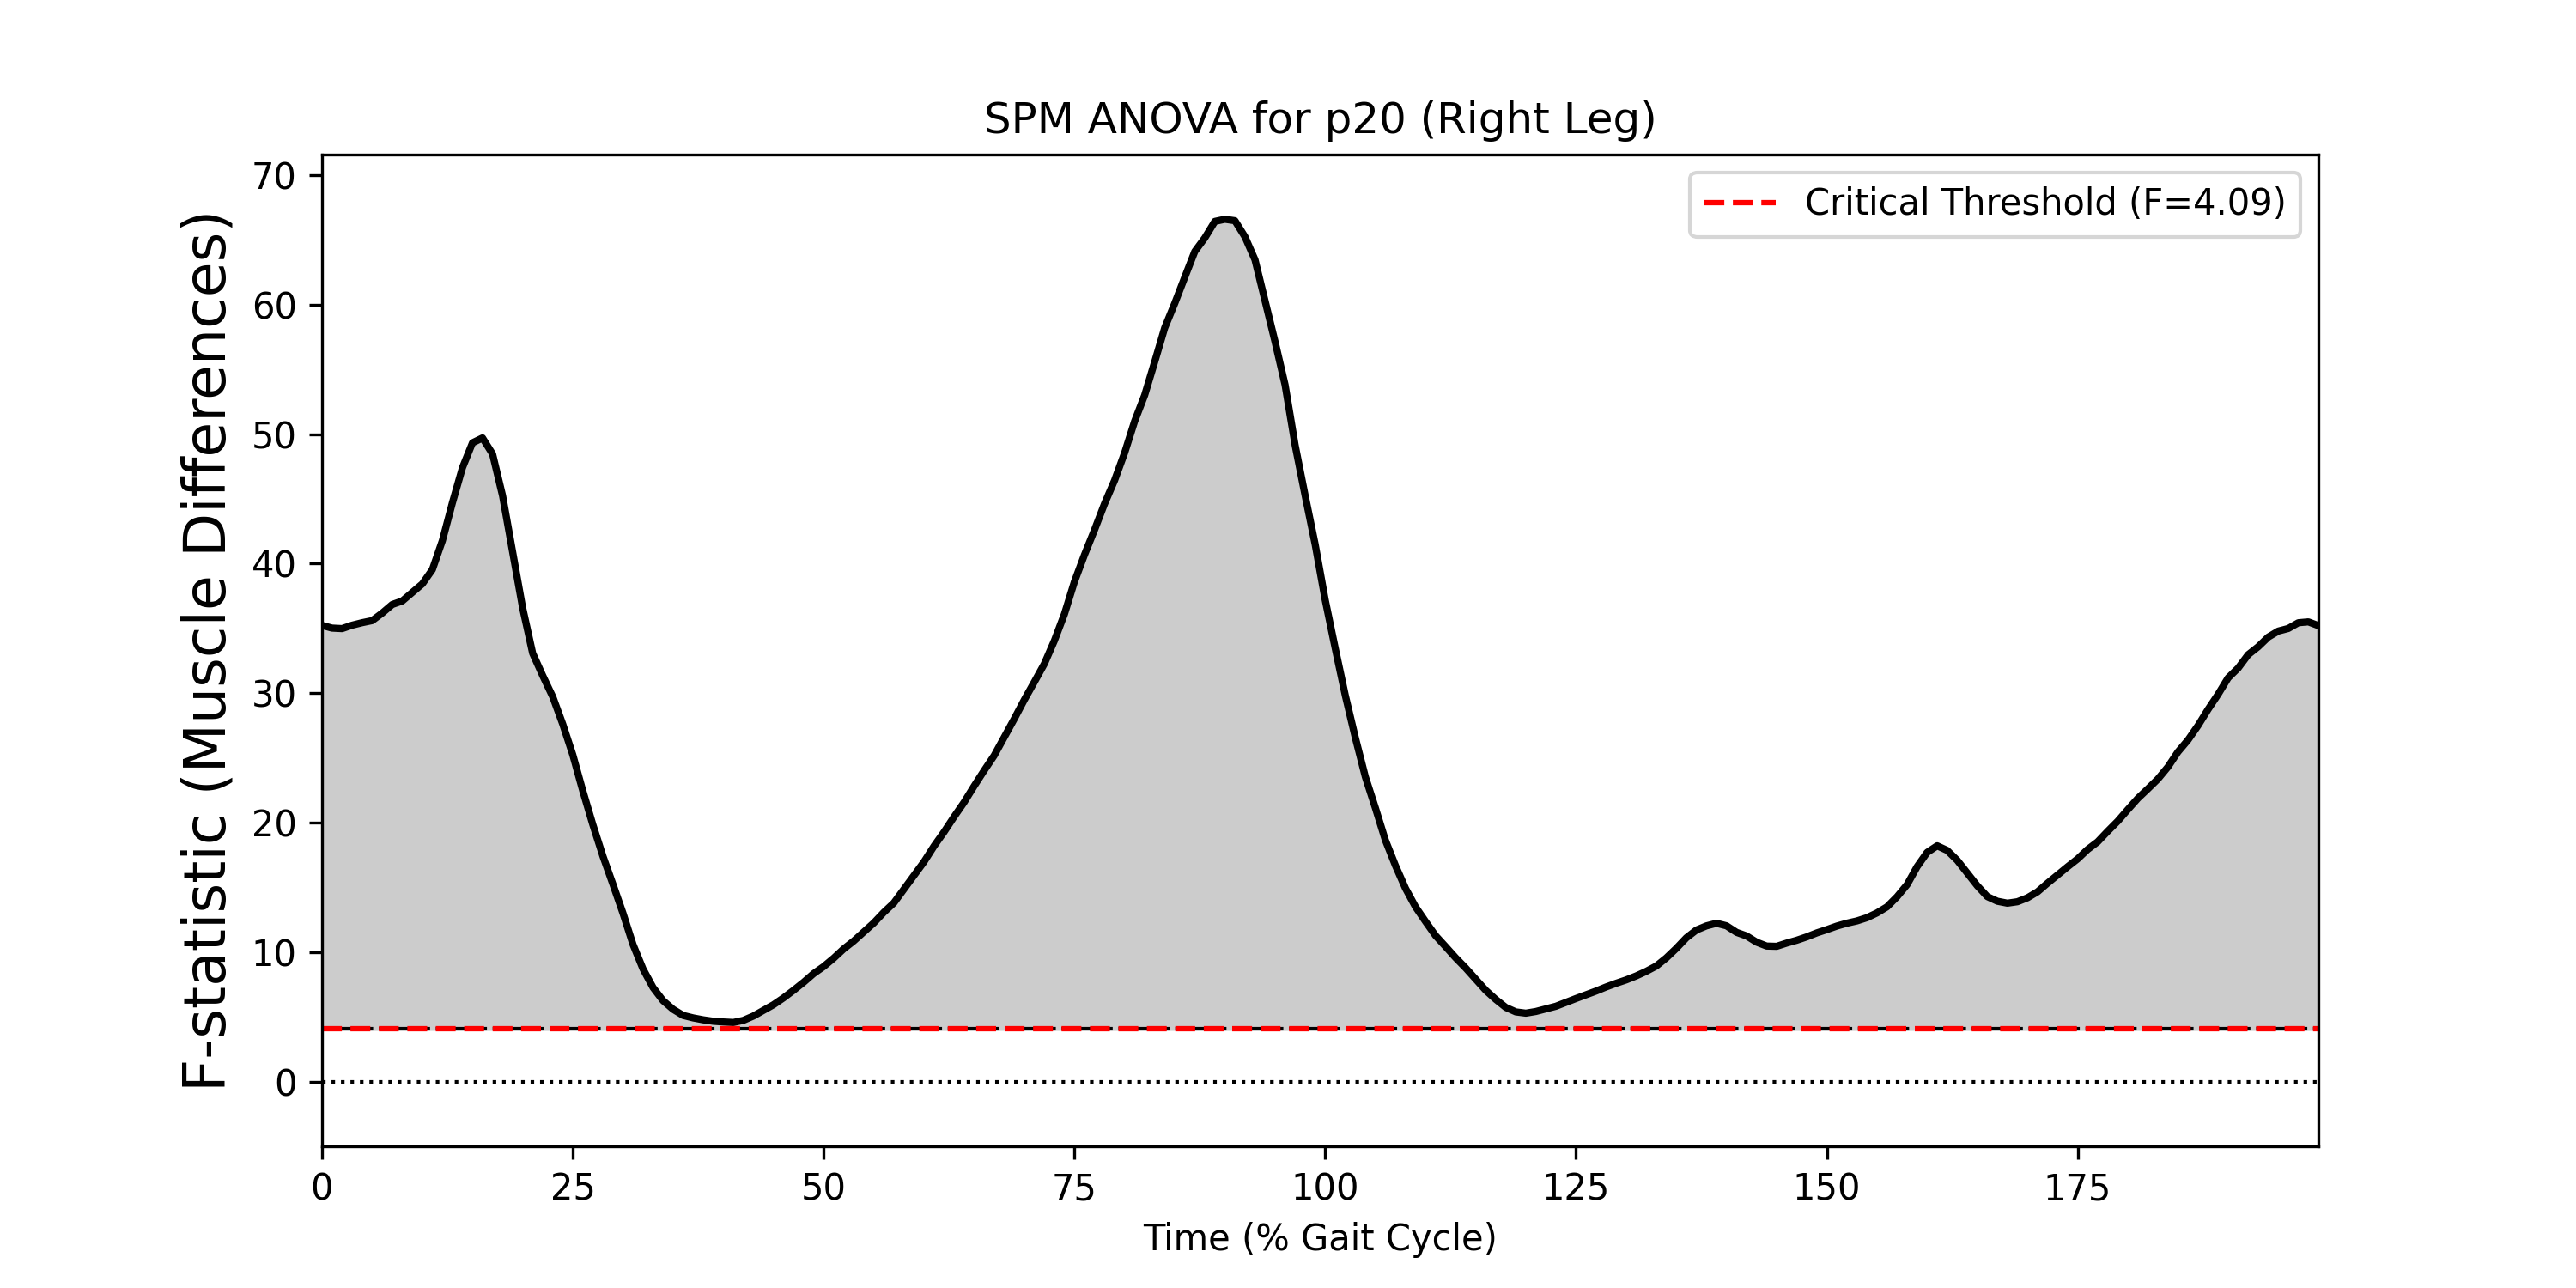 SPM ANOVA for p20 (Right Leg)
Critical Threshold (F=4.09)
F-statistic (Muscle Differences)
70
60
50
40
30
20
10
0
0 25 50 75 100 125 150 175
Time (% Gait Cycle)